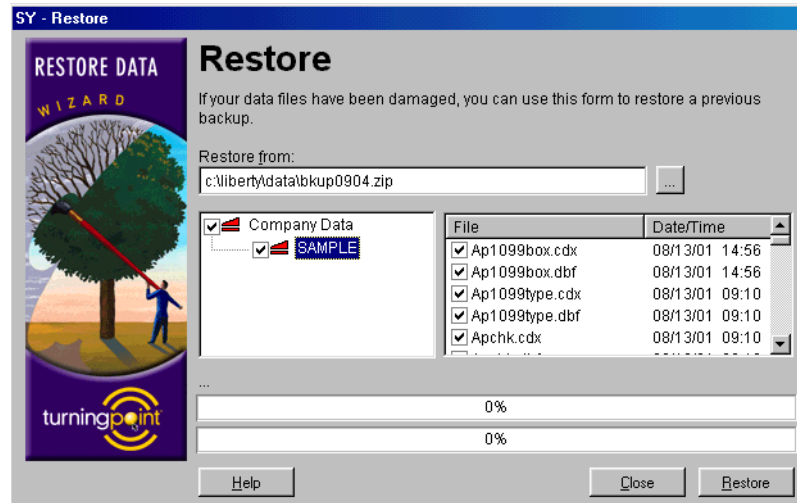 SY - Restore
RESTORE DATA
WIZARD
turningpoint
Restore
If your data files have been damaged, you can use this form to restore a previous
backup.
Restore from:
c:\liberty\data\bkup0904.zip
...
Company Data
SAMPLE
File Date/Time
Ap1099box.cdx 08/13/01 14:56
Ap1099box.dbf 08/13/01 14:56
Ap1099type.cdx 08/13/01 09:10
Ap1099type.dbf 08/13/01 09:10
Apchk.cdx 08/13/01 09:10
...
0%
0%
Help Close Restore